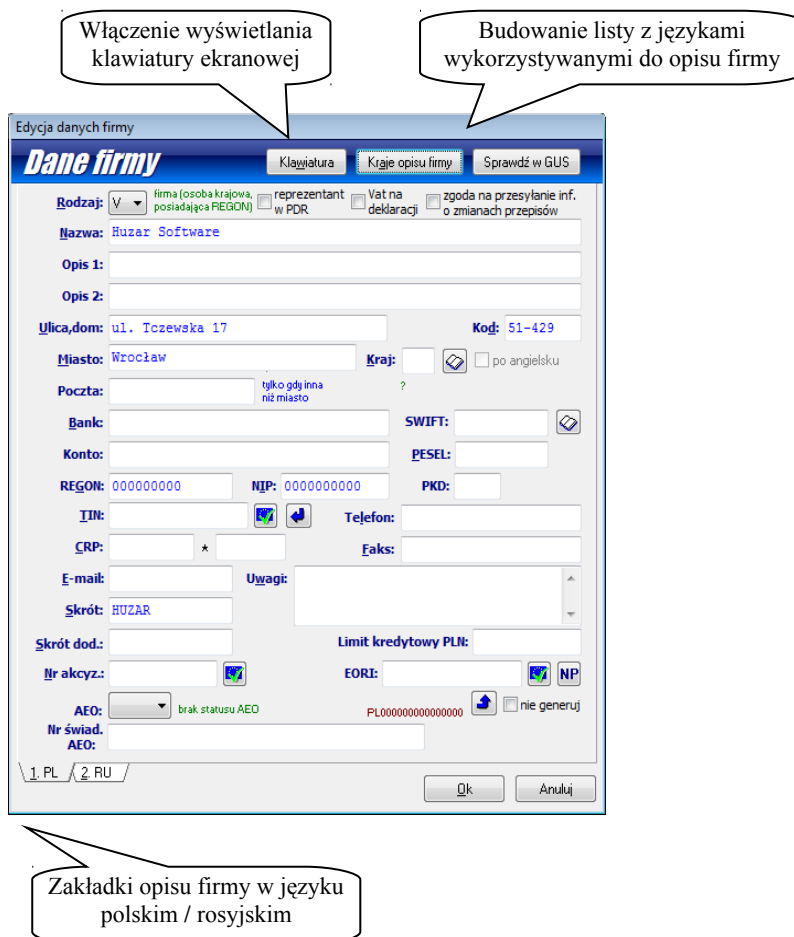 Włączenie wyświetlania
klawiatury ekranowej
Budowanie listy z językami
wykorzystywanymi do opisu firmy
Edycja danych firmy
Dane firmy
Klawiatura
Kraje opisu firmy
Sprawdź w GUS
Rodzaj: V firma (osoba krajowa, posiadająca REGON)
reprezentant w PDR
Vat na deklaracji
zgoda na przesyłanie inf. o zmianach przepisów
Nazwa: Huzar Software
Opis 1:
Opis 2:
Ulica,dom: ul. Tczewska 17 Kod: 51-429
Miasto: Wrocław Kraj: po angielsku
Poczta: tylko gdy inna niż miasto ?
Bank: SWIFT:
Konto: PESEL:
REGON: 000000000 NIP: 0000000000 PKD:
TIN: Telefon:
CRP: * Faks:
E-mail: Uwagi:
Skrót: HUZAR
Skrót dod.: Limit kredytowy PLN:
Nr akcyz.: EORI: NP
AEO: brak statusu AEO PL000000000000000 nie generuj
Nr świad.
AEO:
1. PL 2. RU
Ok Anuluj
Zakładki opisu firmy w języku
polskim / rosyjskim